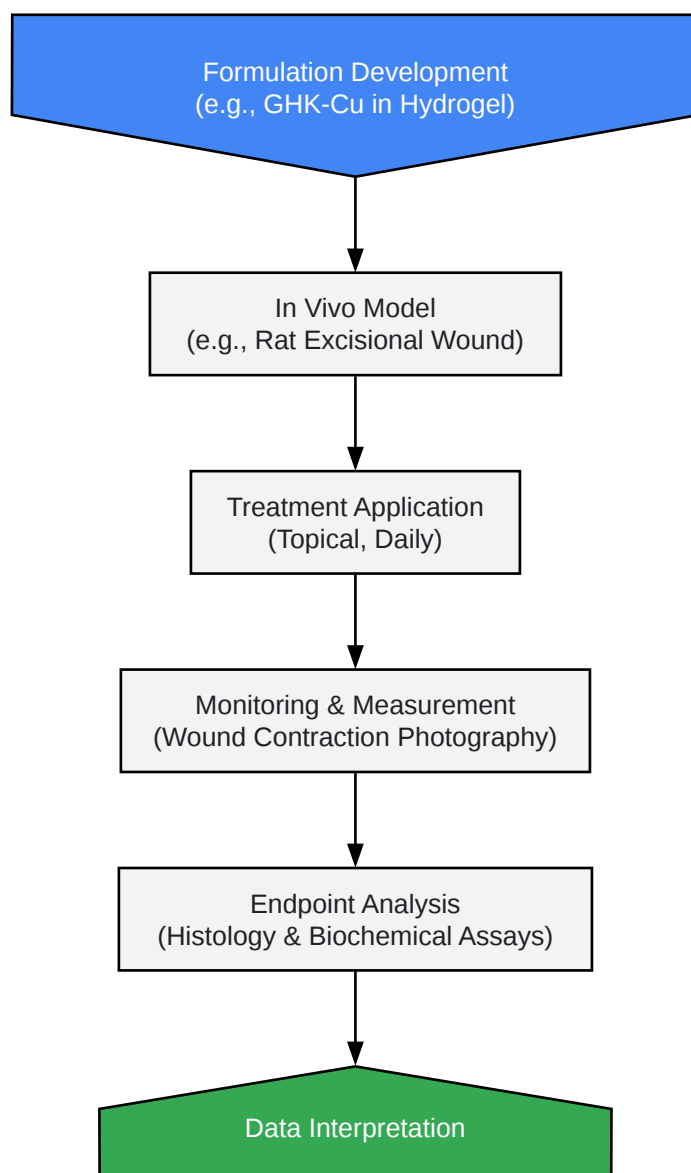 Formulation Development
(e.g., GHK-Cu in Hydrogel)
In Vivo Model
(e.g., Rat Excisional Wound)
Treatment Application
(Topical, Daily)
Monitoring & Measurement
(Wound Contraction Photography)
Endpoint Analysis
(Histology & Biochemical Assays)
Data Interpretation